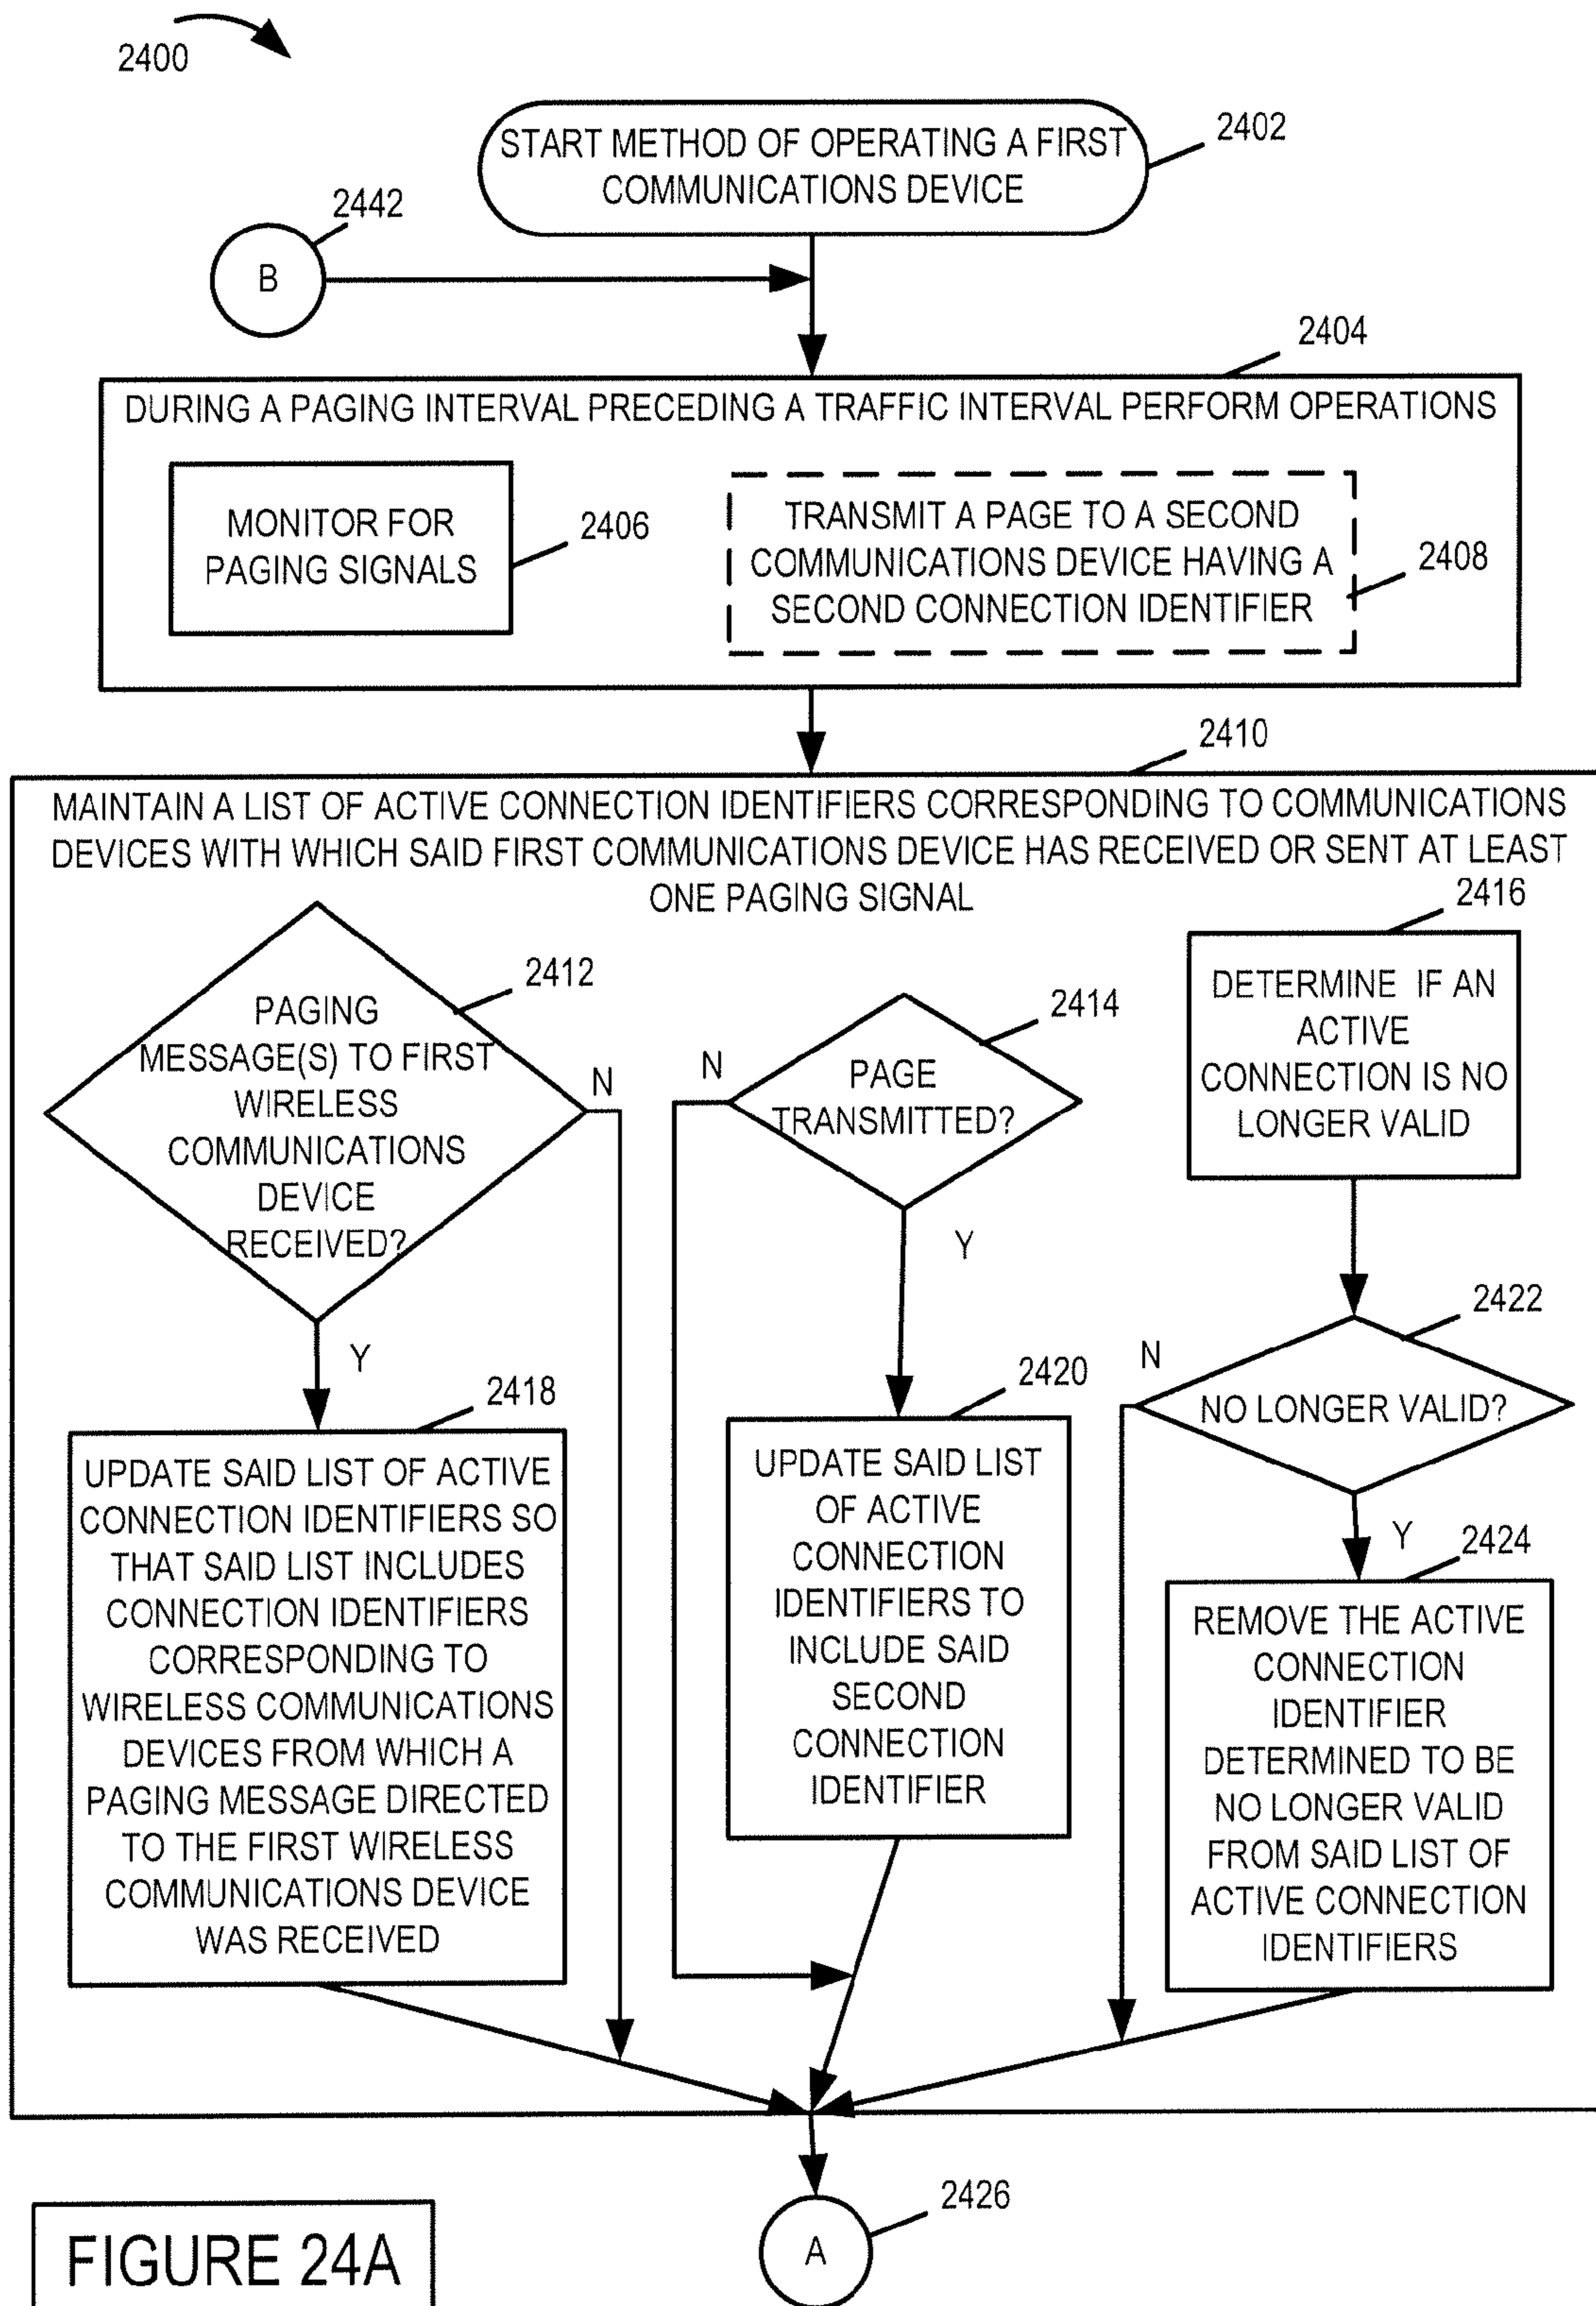 2400
START METHOD OF OPERATING A FIRST
COMMUNICATIONS DEVICE
2402
2442
B
2404
DURING A PAGING INTERVAL PRECEDING A TRAFFIC INTERVAL PERFORM OPERATIONS
MONITOR FOR
PAGING SIGNALS
2406
TRANSMIT A PAGE TO A SECOND
COMMUNICATIONS DEVICE HAVING A
SECOND CONNECTION IDENTIFIER
2408
2410
MAINTAIN A LIST OF ACTIVE CONNECTION IDENTIFIERS CORRESPONDING TO COMMUNICATIONS
DEVICES WITH WHICH SAID FIRST COMMUNICATIONS DEVICE HAS RECEIVED OR SENT AT LEAST
ONE PAGING SIGNAL
2412
PAGING
MESSAGE(S) TO FIRST
WIRELESS
COMMUNICATIONS
DEVICE
RECEIVED?
N
Y
2414
PAGE
TRANSMITTED?
N
Y
2416
DETERMINE IF AN
ACTIVE
CONNECTION IS NO
LONGER VALID
2422
NO LONGER VALID?
N
Y
2418
UPDATE SAID LIST OF ACTIVE
CONNECTION IDENTIFIERS SO
THAT SAID LIST INCLUDES
CONNECTION IDENTIFIERS
CORRESPONDING TO
WIRELESS COMMUNICATIONS
DEVICES FROM WHICH A
PAGING MESSAGE DIRECTED
TO THE FIRST WIRELESS
COMMUNICATIONS DEVICE
WAS RECEIVED
2420
UPDATE SAID LIST
OF ACTIVE
CONNECTION
IDENTIFIERS TO
INCLUDE SAID
SECOND
CONNECTION
IDENTIFIER
2424
REMOVE THE ACTIVE
CONNECTION
IDENTIFIER
DETERMINED TO BE
NO LONGER VALID
FROM SAID LIST OF
ACTIVE CONNECTION
IDENTIFIERS
2426
A
FIGURE 24A